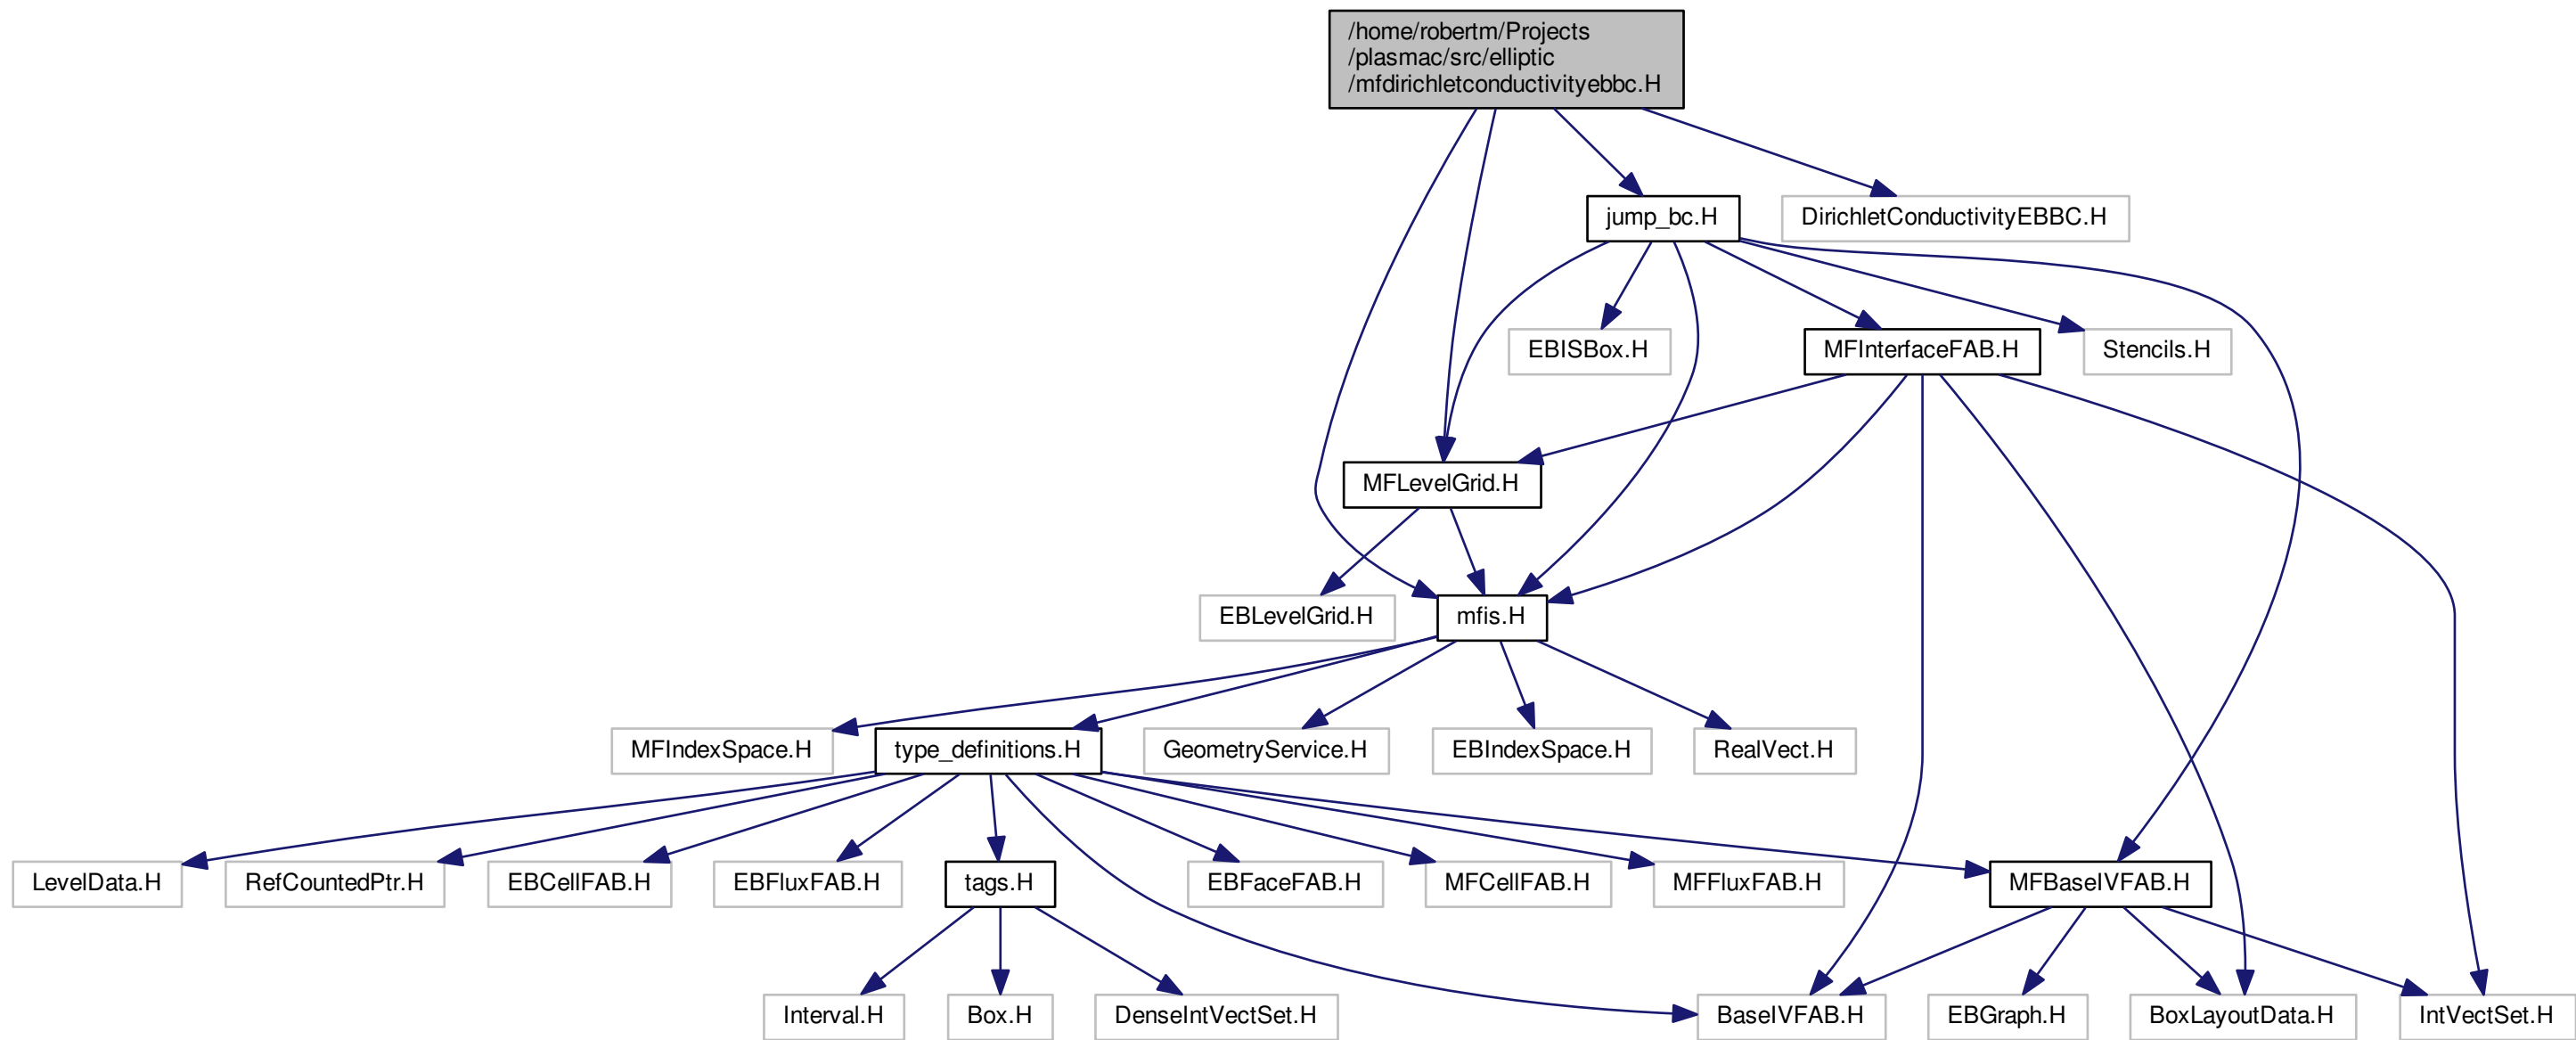 /home/robertm/Projects
/plasmac/src/elliptic
/mfdirichletconductivityebbc.H
jump_bc.H
DirichletConductivityEBBC.H
EBISBox.H
MFInterfaceFAB.H
Stencils.H
MFLevelGrid.H
EBLevelGrid.H
mfis.H
MFIndexSpace.H
type_definitions.H
GeometryService.H
EBIndexSpace.H
RealVect.H
LevelData.H
RefCountedPtr.H
EBCellFAB.H
EBFluxFAB.H
tags.H
EBFaceFAB.H
MFCellFAB.H
MFFluxFAB.H
MFBaseIVFAB.H
Interval.H
Box.H
DenseIntVectSet.H
BaseIVFAB.H
EBGraph.H
BoxLayoutData.H
IntVectSet.H